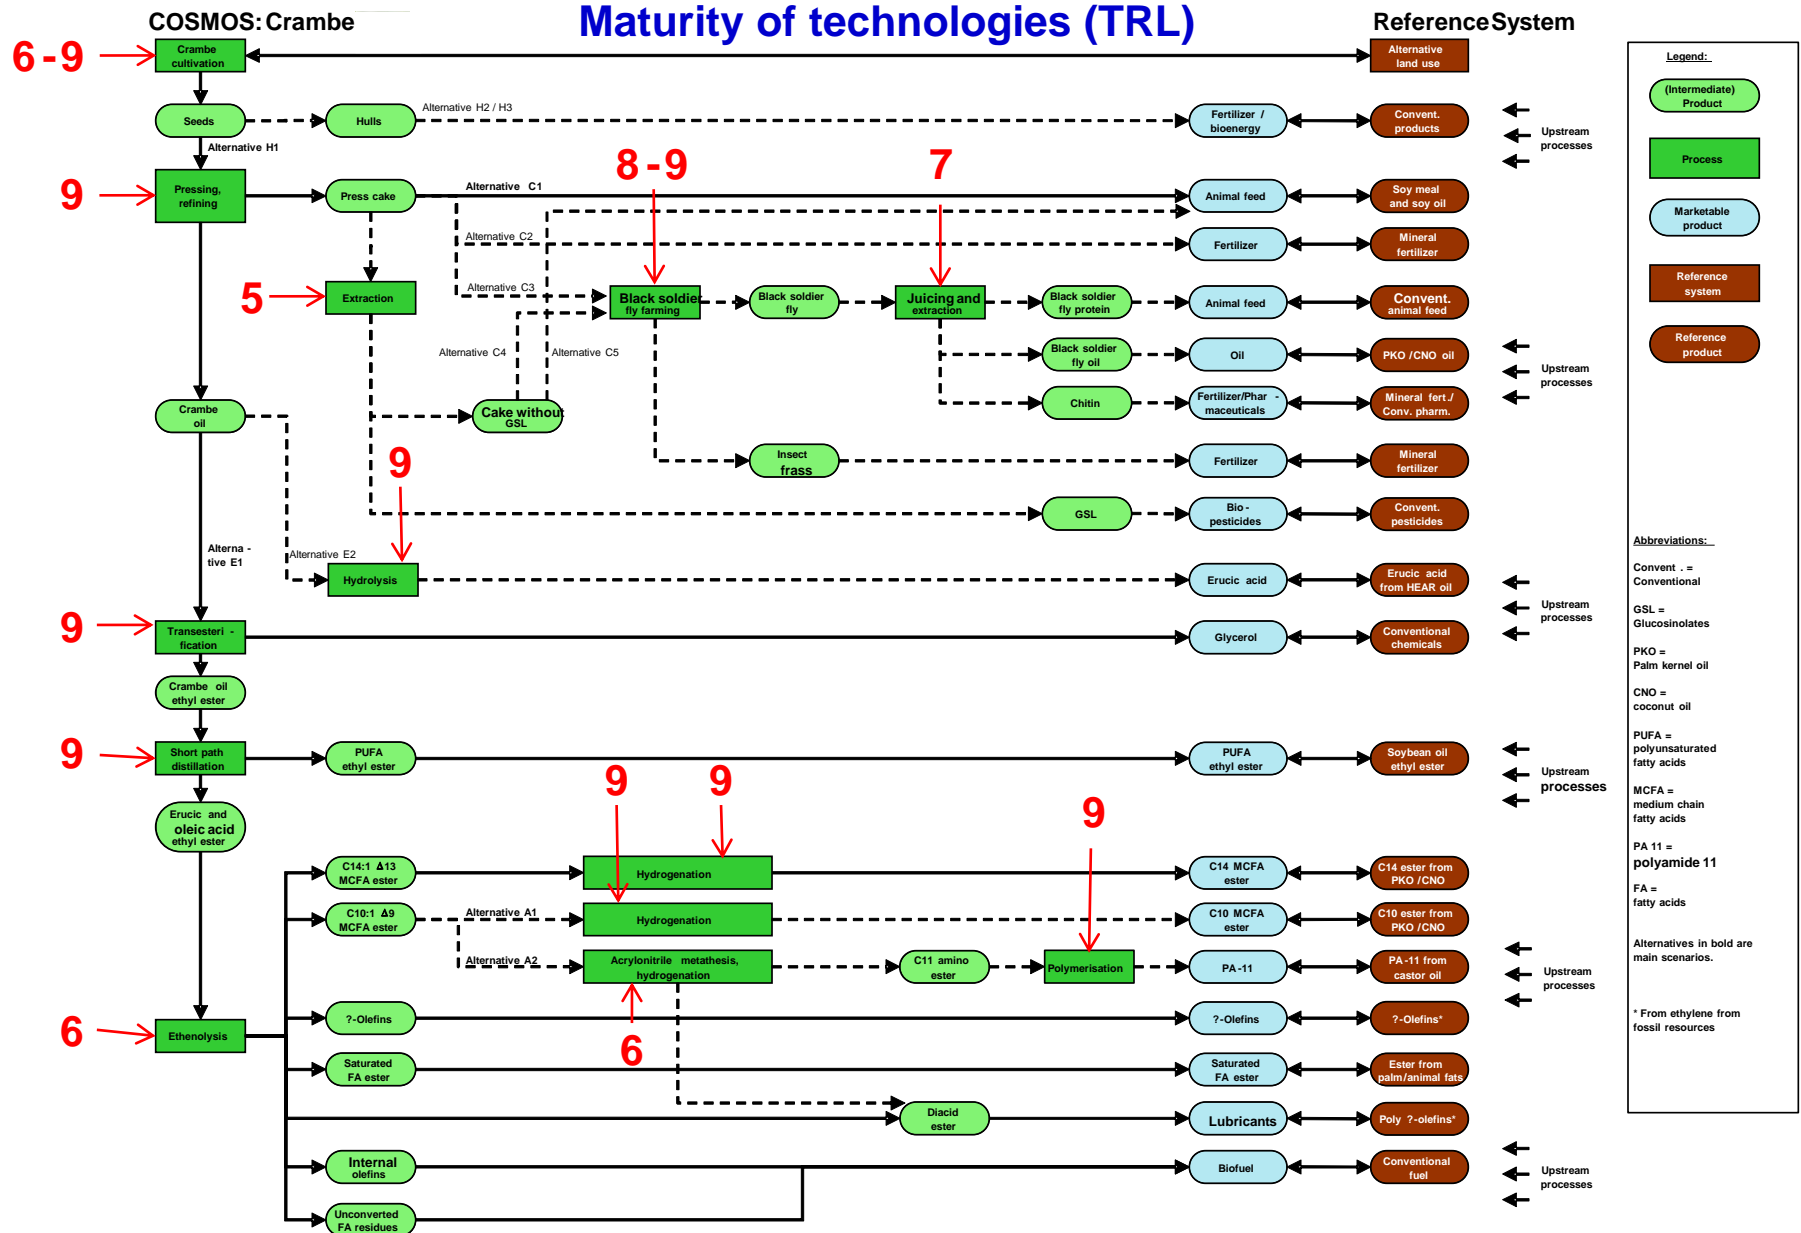 COSMOS: Crambe
Maturity of technologies (TRL)
Reference System
6 - 9
Crambe
cultivation
Alternative
land use
Seeds
Hulls
Alternative H2 / H3
Fertilizer /
bioenergy
Convent.
products
Upstream
processes
Alternative H1
9
Pressing,
refining
Press cake
Alternative C1
8 - 9
7
Animal feed
Soy meal
and soy oil
Alternative C2
Fertilizer
Mineral
fertilizer
5
Extraction
Alternative C3
Black soldier
fly farming
Black soldier
fly
Juicing and
extraction
Black soldier
fly protein
Animal feed
Convent.
animal feed
Alternative C4
Alternative C5
Black soldier
fly oil
Oil
PKO / CNO oil
Upstream
processes
Crambe
oil
Cake without
GSL
Chitin
Fertilizer/Phar -
maceuticals
Mineral fert./
Conv. pharm.
9
Insect
frass
Fertilizer
Mineral
fertilizer
GSL
Bio -
pesticides
Convent.
pesticides
Alterna -
tive E1
Alternative E2
Hydrolysis
Erucic acid
Erucic acid
from HEAR oil
Upstream
processes
9
Transesteri -
fication
Glycerol
Conventional
chemicals
Crambe oil
ethyl ester
9
Short path
distillation
PUFA
ethyl ester
PUFA
ethyl ester
Soybean oil
ethyl ester
Upstream
processes
Erucic and
oleic acid
ethyl ester
9
9
9
C14:1 Δ13
MCFA ester
Hydrogenation
C14 MCFA
ester
C14 ester from
PKO / CNO
C10:1 Δ9
MCFA ester
Alternative A1
Hydrogenation
C10 MCFA
ester
C10 ester from
PKO / CNO
Alternative A2
Acrylonitrile metathesis,
hydrogenation
C11 amino
ester
Polymerisation
PA-11
PA-11 from
castor oil
Upstream
processes
6
Ethenolysis
?-Olefins
6
?-Olefins
?-Olefins*
Saturated
FA ester
Saturated
FA ester
Ester from
palm/animal fats
Diacid
ester
Lubricants
Poly ?-olefins*
Internal
olefins
Biofuel
Conventional
fuel
Upstream
processes
Unconverted
FA residues
Legend:
(Intermediate)
Product
Process
Marketable
product
Reference
system
Reference
product
Abbreviations:
Convent . =
Conventional
GSL =
Glucosinolates
PKO =
Palm kernel oil
CNO =
coconut oil
PUFA =
polyunsaturated
fatty acids
MCFA =
medium chain
fatty acids
PA 11 =
polyamide 11
FA =
fatty acids
Alternatives in bold are
main scenarios.
* From ethylene from
fossil resources